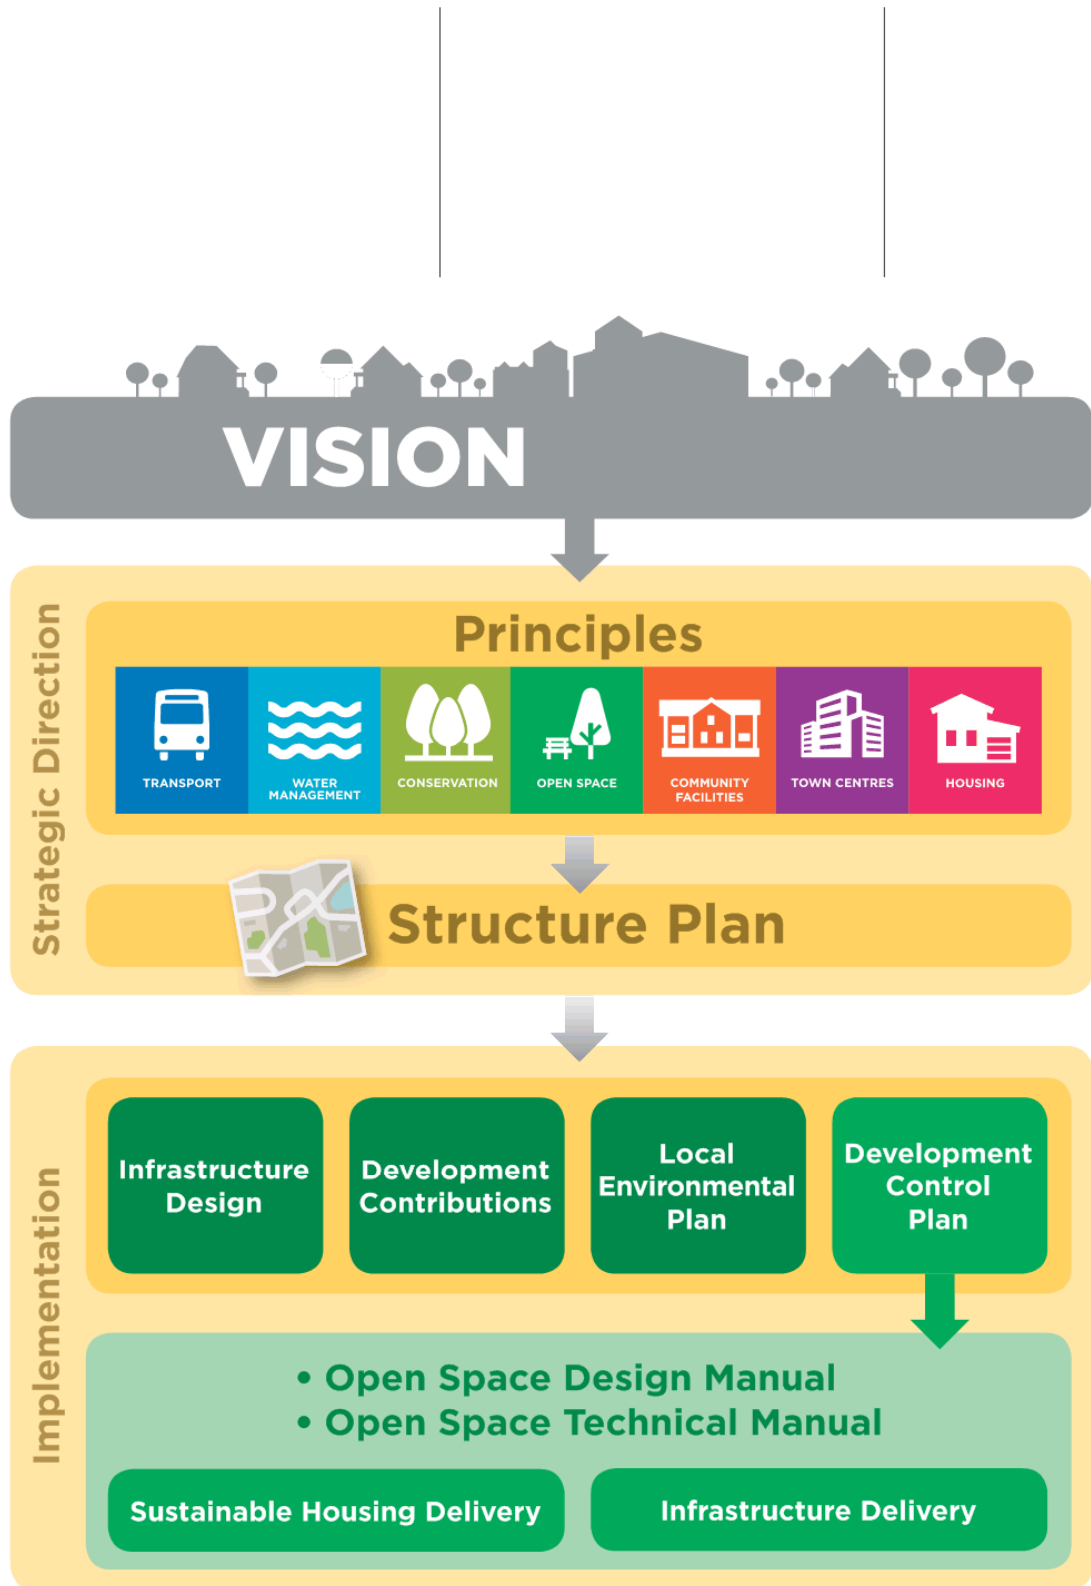 VISION
Strategic Direction
Principles
TRANSPORT
WATER
MANAGEMENT
CONSERVATION
OPEN SPACE
COMMUNITY
FACILITIES
TOWN CENTRES
HOUSING
Structure Plan
Implementation
Infrastructure
Design
Development
Contributions
Local
Environmental
Plan
Development
Control
Plan
• Open Space Design Manual
• Open Space Technical Manual
Sustainable Housing Delivery
Infrastructure Delivery